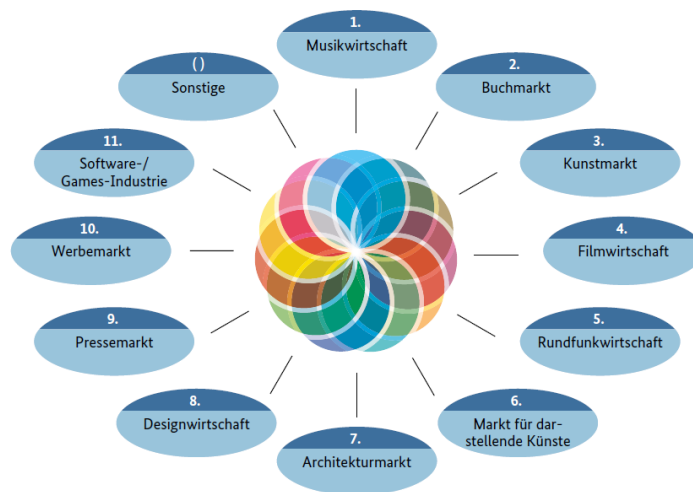 1.
Musikwirtschaft
2.
Buchmarkt
3.
Kunstmarkt
4.
Filmwirtschaft
5.
Rundfunkwirtschaft
6.
Markt für dar-
stellende Künste
7.
Architekturmarkt
8.
Designwirtschaft
9.
Pressemarkt
10.
Werbemarkt
11.
Software-/
Games-Industrie
( )
Sonstige